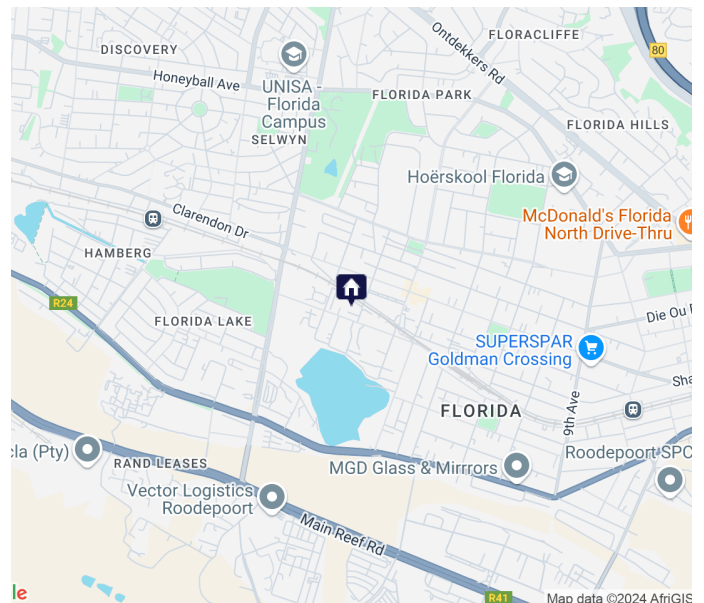 FLORACLIFFE
DISCOVERY
Ontdekkers Rd
80
Honeyball Ave
UNISA -
Florida
Campus
FLORIDA PARK
SELWYN
FLORIDA HILLS
Hoërskool Florida
Clarendon Dr
McDonald's Florida
North Drive-Thru
HAMBERG
R24
FLORIDA LAKE
Die Ou
SUPERSPAR
Goldman Crossing
Sha
9th Ave
FLORIDA
cla (Pty)
RAND LEASES
MGD Glass & Mirrrors
Roodepoort SPC
Vector Logistics
Roodepoort
Main Reef Rd
R41
le
Map data ©2024 AfriGIS